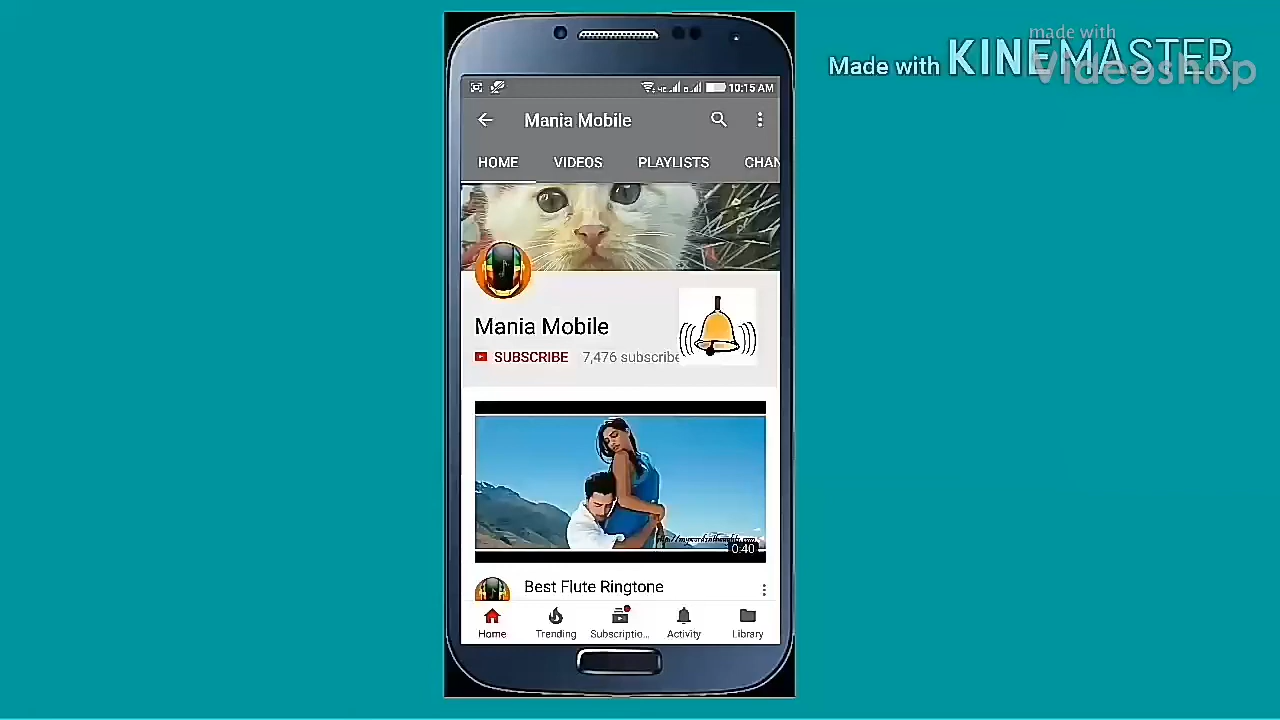 made with
Made with KINEMASTER
Videoshop
10:15 AM
Mania Mobile
HOME VIDEOS PLAYLISTS CHAN
Mania Mobile
SUBSCRIBE 7,476 subscribe
0:40
Best Flute Ringtone
Home Trending Subscriptio... Activity Library